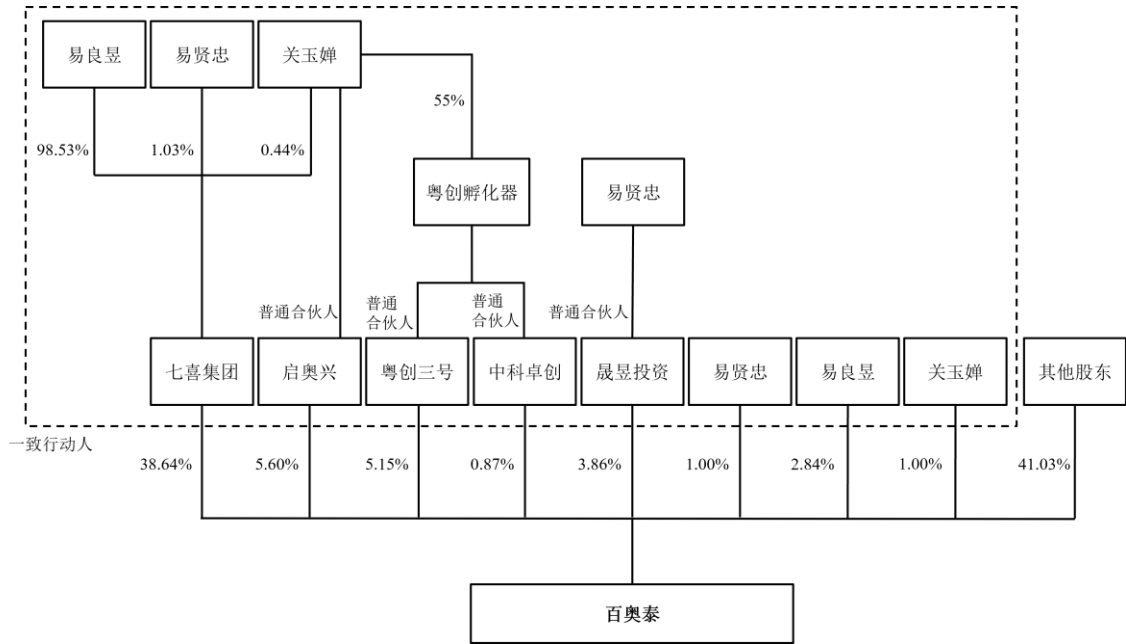 易良昱
易贤忠
关玉婵
55%
98.53%
1.03%
0.44%
粤创孵化器
易贤忠
普通合伙人
普通
合伙人
普通
合伙人
普通合伙人
七喜集团
启奥兴
粤创三号
中科卓创
晟昱投资
易贤忠
易良昱
关玉婵
其他股东
一致行动人
38.64%
5.60%
5.15%
0.87%
3.86%
1.00%
2.84%
1.00%
41.03%
百奥泰